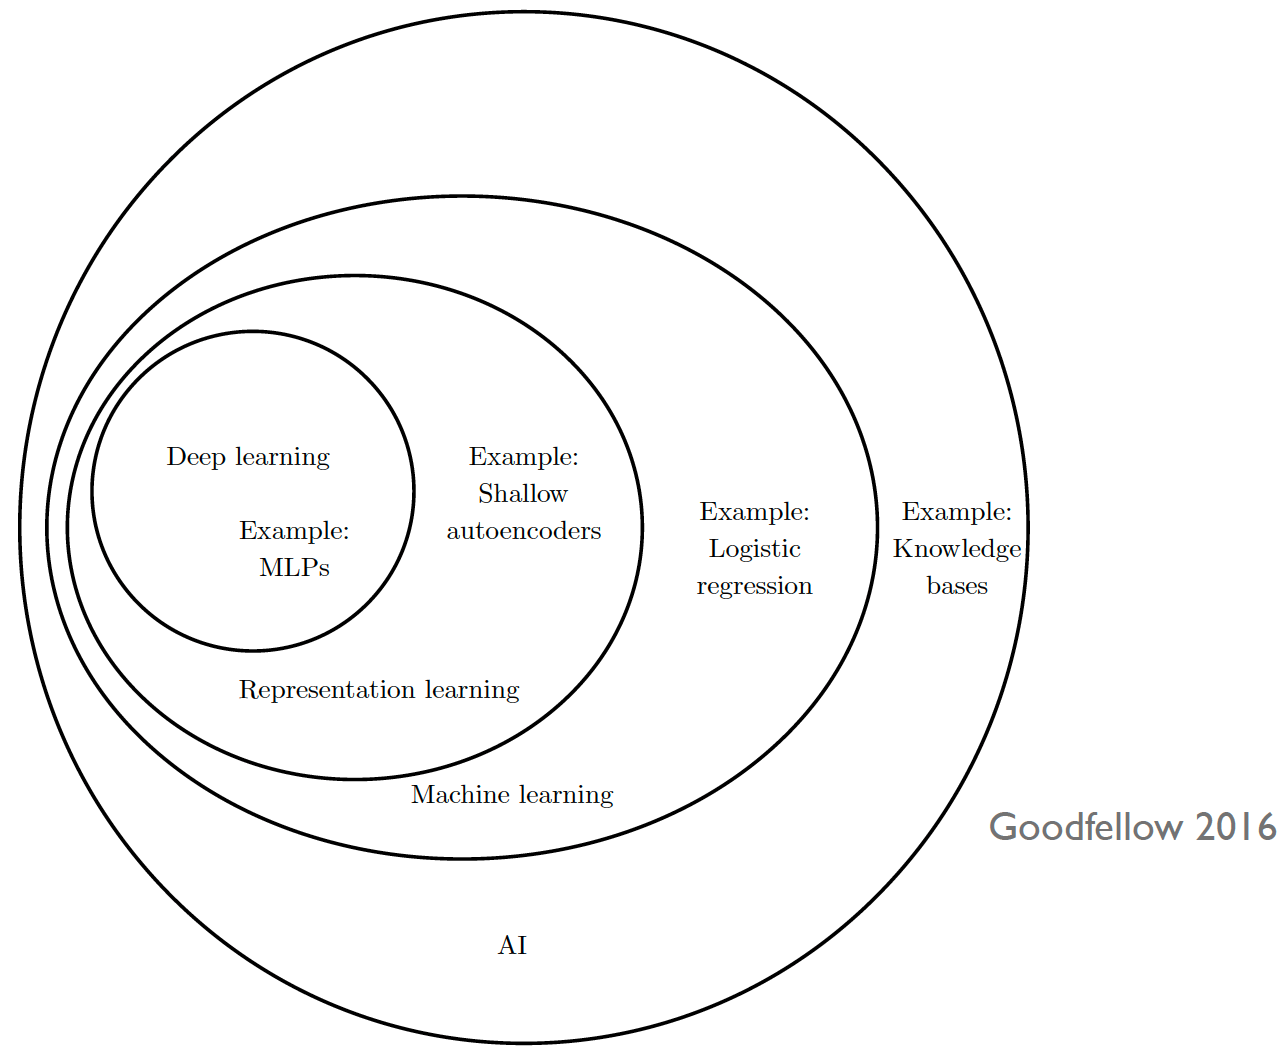 Deep learning
Example:
MLPs
Example:
Shallow
autoencoders
Example:
Logistic
regression
Example:
Knowledge
bases
Representation learning
Machine learning
Goodfellow 2016
AI